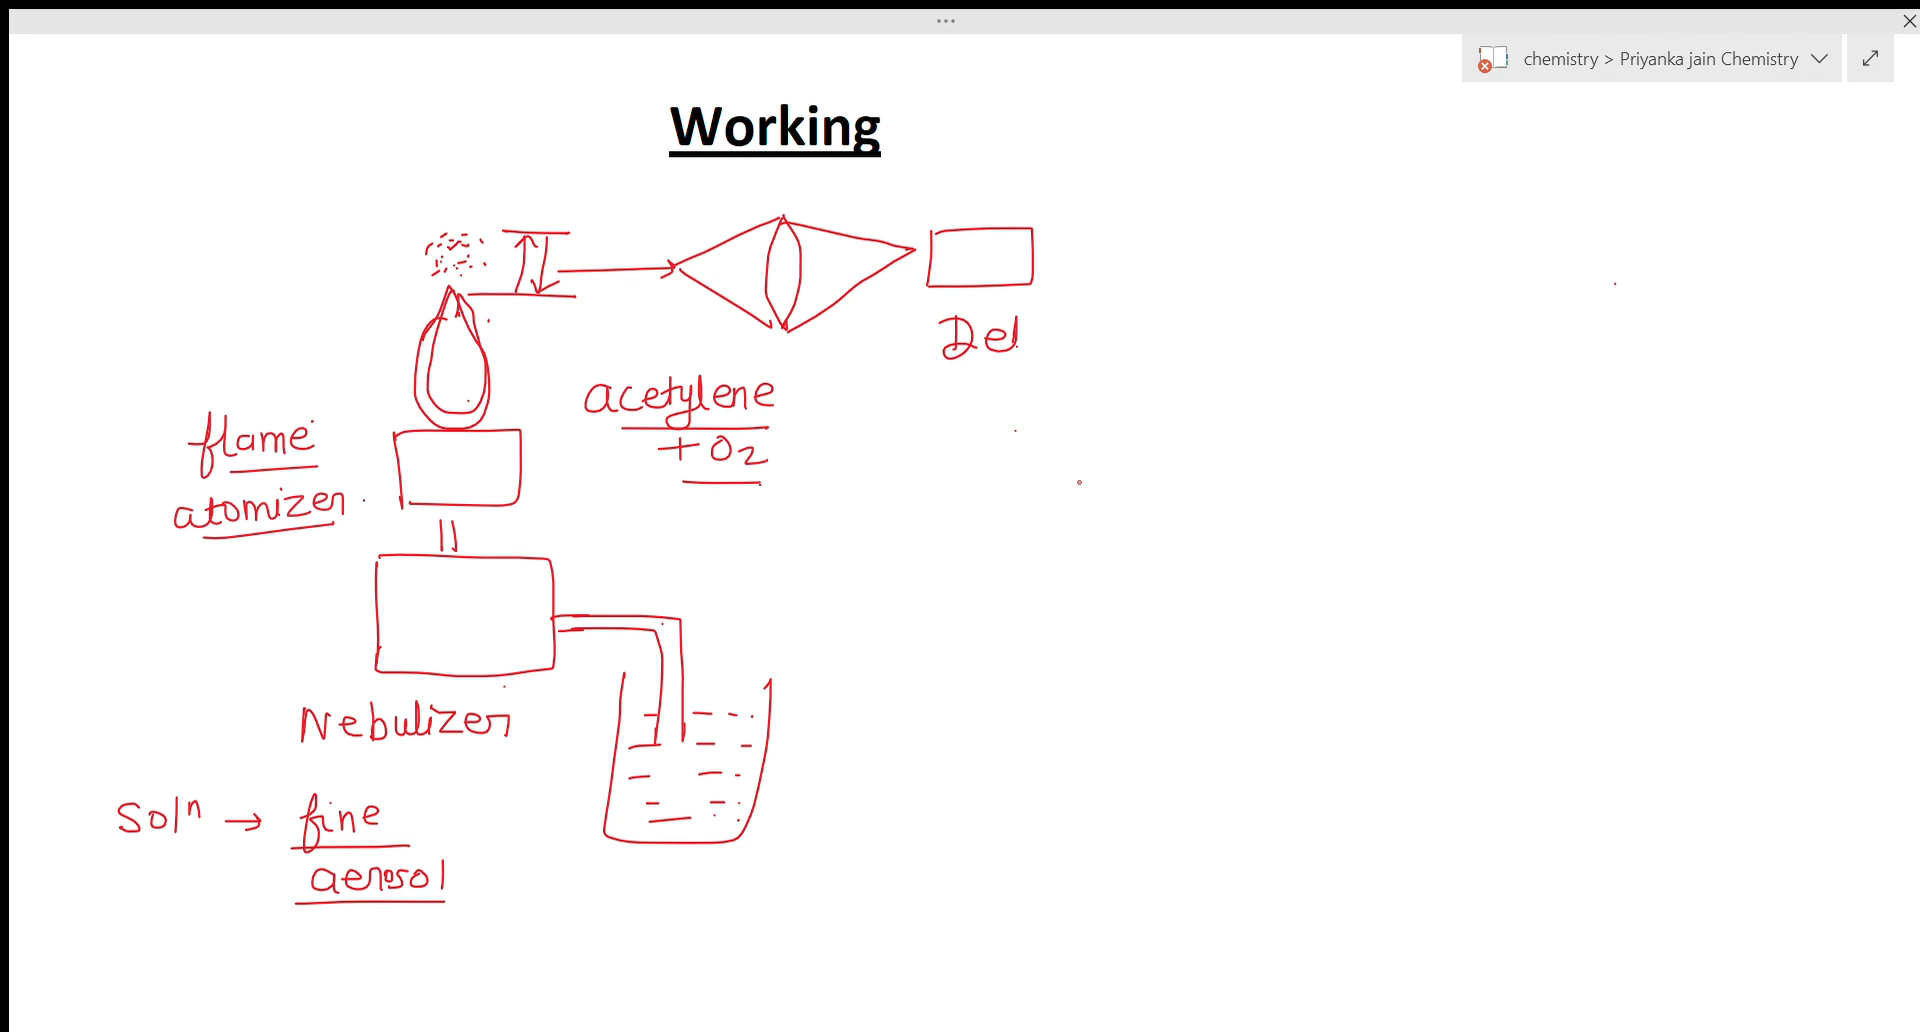 chemistry > Priyanka jain Chemistry
Working
Det
acetylene
+ O2
flame
atomizer
Nebulizer
Solⁿ → fine
aerosol